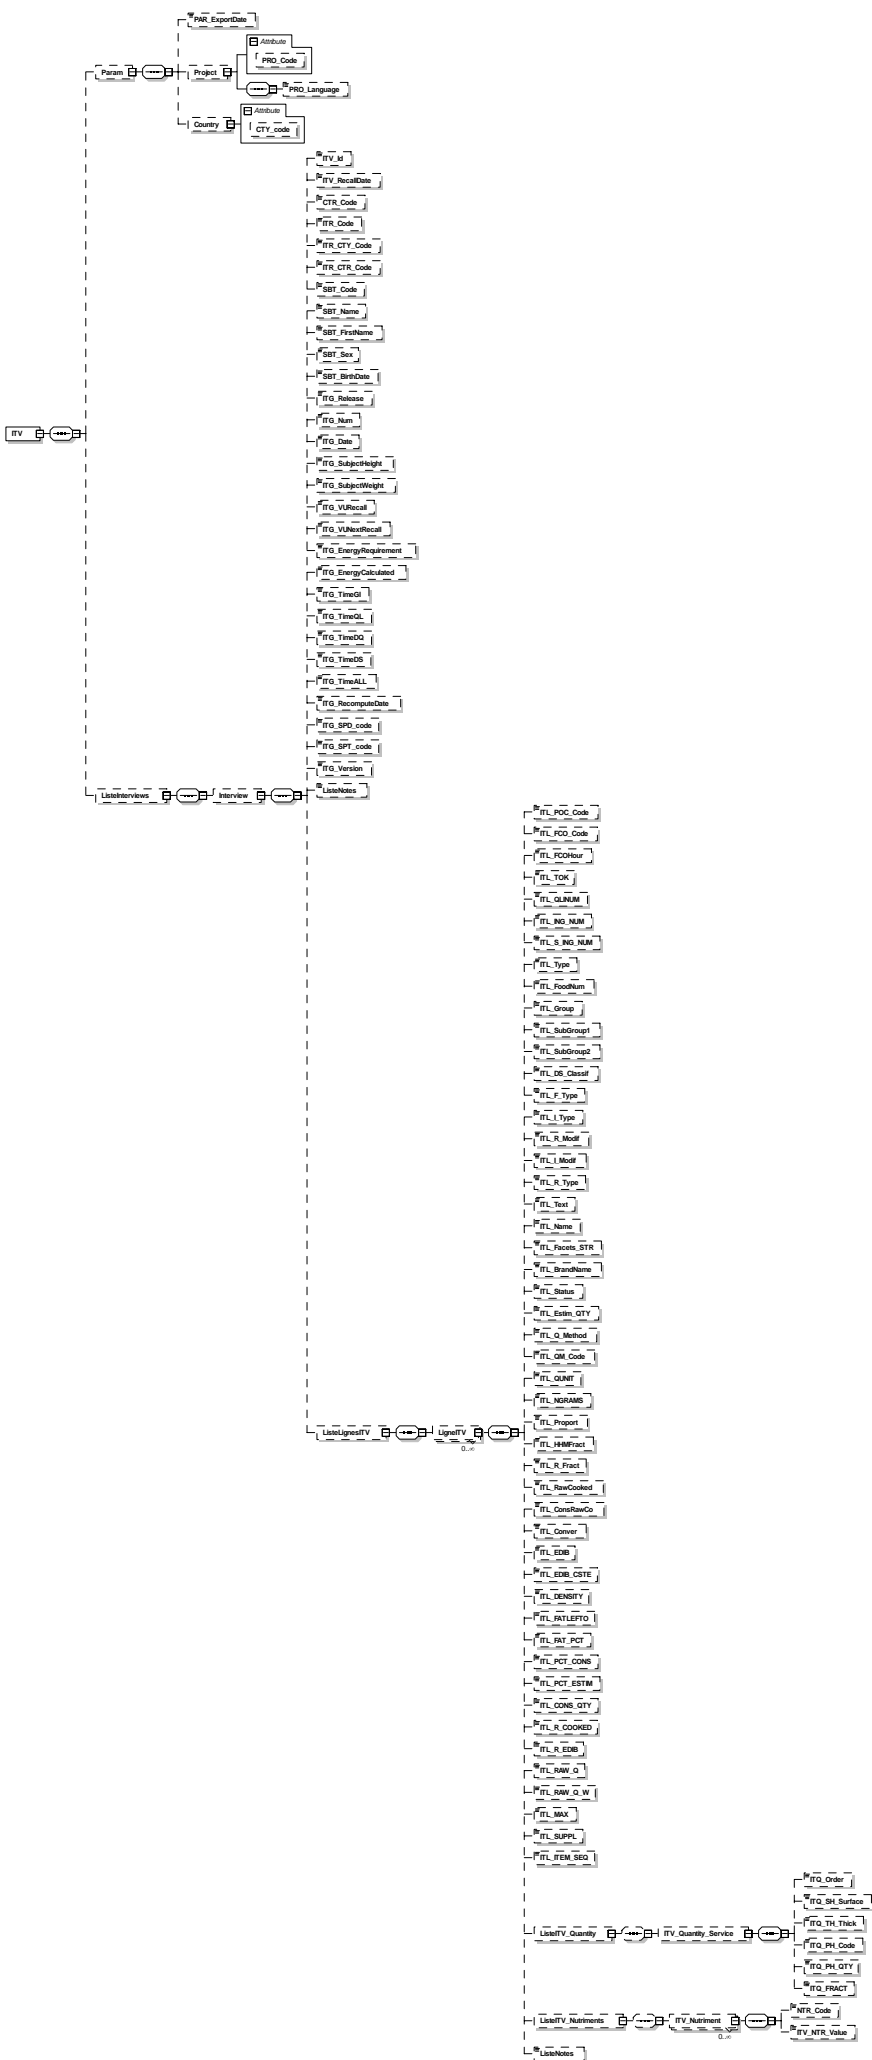 PAR_ExportDate
Attribute
PRO_Code
Param
Project
PRO_Language
Attribute
Country
CTY_code
ITV_Id
ITV_RecallDate
CTR_Code
ITR_Code
ITR_CTY_Code
ITR_CTR_Code
SBT_Code
SBT_Name
SBT_FirstName
SBT_Sex
SBT_BirthDate
ITG_Release
ITG_Num
ITV
ITG_Date
ITG_SubjectHeight
ITG_SubjectWeight
ITG_VURecall
ITG_VUNextRecall
ITG_EnergyRequirement
ITG_EnergyCalculated
ITG_TimeGI
ITG_TimeQL
ITG_TimeDQ
ITG_TimeDS
ITG_TimeALL
ITG_RecomputeDate
ITG_SPD_code
ITG_SPT_code
ITG_Version
ListeNotes
ListeInterviews
Interview
ITL_POC_Code
ITL_FCO_Code
ITL_FCOHour
ITL_TOK
ITL_QLINUM
ITL_ING_NUM
ITL_S_ING_NUM
ITL_Type
ITL_FoodNum
ITL_Group
ITL_SubGroup1
ITL_SubGroup2
ITL_DS_Classif
ITL_F_Type
ITL_I_Type
ITL_R_Modif
ITL_I_Modif
ITL_R_Type
ITL_Text
ITL_Name
ITL_Facets_STR
ITL_BrandName
ITL_Status
ITL_Estim_QTY
ITL_Q_Method
ITL_QM_Code
ITL_QUNIT
ITL_NGRAMS
ITL_Proport
ListeLignesITV
LigneITV
0..∞
ITL_HHMFract
ITL_R_Fract
ITL_RawCooked
ITL_ConsRawCo
ITL_Conver
ITL_EDIB
ITL_EDIB_CSTE
ITL_DENSITY
ITL_FATLEFTO
ITL_FAT_PCT
ITL_PCT_CONS
ITL_PCT_ESTIM
ITL_CONS_QTY
ITL_R_COOKED
ITL_R_EDIB
ITL_RAW_Q
ITL_RAW_Q_W
ITL_MAX
ITL_SUPPL
ITL_ITEM_SEQ
ITQ_Order
ITQ_SH_Surface
ITQ_TH_Thick
ListeITV_Quantity
ITV_Quantity_Service
ITQ_PH_Code
ITQ_PH_QTY
ITQ_FRACT
NTR_Code
ListeITV_Nutriments
ITV_Nutriment
0..∞
ITV_NTR_Value
ListeNotes